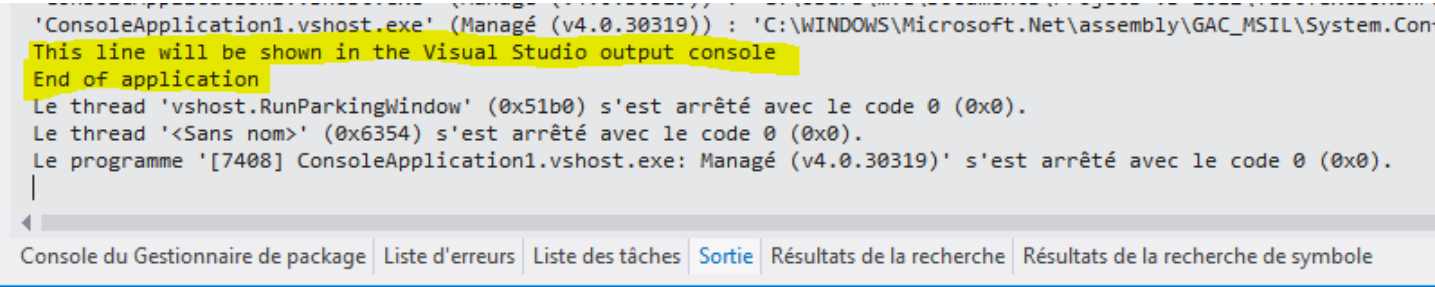 'ConsoleApplication1.vshost.exe' (Managé (v4.0.30319)) : 'C:\WINDOWS\Microsoft.Net\assembly\GAC_MSIL\System.Con
This line will be shown in the Visual Studio output console
End of application
Le thread 'vshost.RunParkingWindow' (0x51b0) s'est arrêté avec le code 0 (0x0).
Le thread '<Sans nom>' (0x6354) s'est arrêté avec le code 0 (0x0).
Le programme '[7408] ConsoleApplication1.vshost.exe: Managé (v4.0.30319)' s'est arrêté avec le code 0 (0x0).
Console du Gestionnaire de package Liste d'erreurs Liste des tâches Sortie Résultats de la recherche Résultats de la recherche de symbole